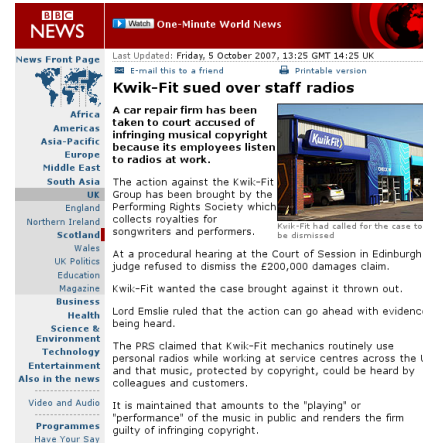 BBC
NEWS
Watch One-Minute World News
News Front Page
Africa
Americas
Asia-Pacific
Europe
Middle East
South Asia
UK
England
Northern Ireland
Scotland
Wales
UK Politics
Education
Magazine
Business
Health
Science &
Environment
Technology
Entertainment
Also in the news
Video and Audio
Programmes
Have Your Say
Last Updated: Friday, 5 October 2007, 13:25 GMT 14:25 UK
E-mail this to a friend
Printable version
Kwik-Fit sued over staff radios
A car repair firm has been
taken to court accused of
infringing musical copyright
because its employees listen
to radios at work.
The action against the Kwik-Fit
Group has been brought by the
Performing Rights Society which
collects royalties for
songwriters and performers.
Kwik-Fit
Kwik-Fit had called for the case to
be dismissed
At a procedural hearing at the Court of Session in Edinburgh
judge refused to dismiss the £200,000 damages claim.
Kwik-Fit wanted the case brought against it thrown out.
Lord Emslie ruled that the action can go ahead with evidenc
being heard.
The PRS claimed that Kwik-Fit mechanics routinely use
personal radios while working at service centres across the
and that music, protected by copyright, could be heard by
colleagues and customers.
It is maintained that amounts to the "playing" or
"performance" of the music in public and renders the firm
guilty of infringing copyright.